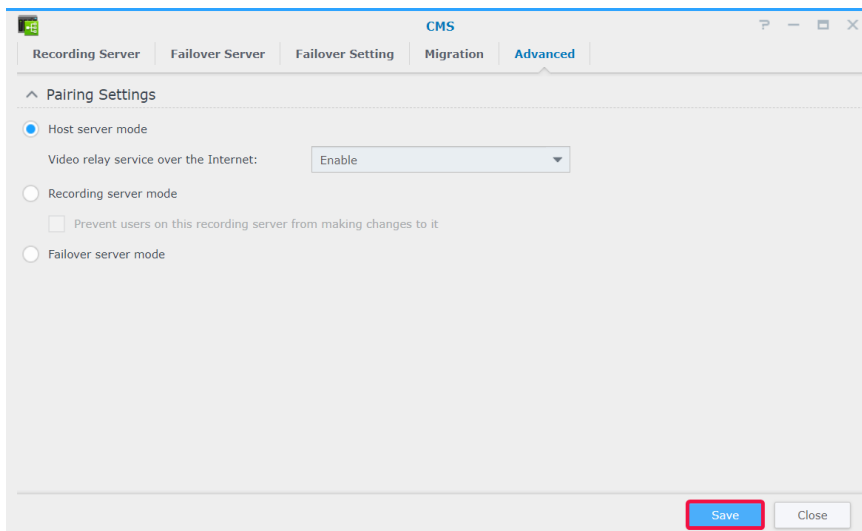 CMS
Recording Server Failover Server Failover Setting Migration Advanced
Pairing Settings
Host server mode
Video relay service over the Internet: Enable
Recording server mode
Prevent users on this recording server from making changes to it
Failover server mode
Save Close